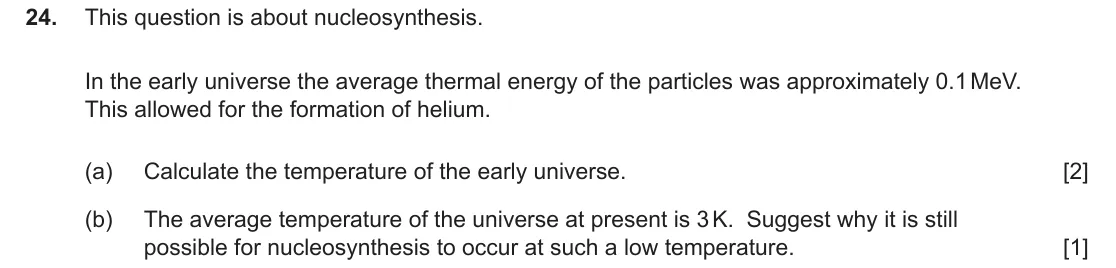 24. This question is about nucleosynthesis.
In the early universe the average thermal energy of the particles was approximately 0.1 MeV.
This allowed for the formation of helium.
(a) Calculate the temperature of the early universe. [2]
(b) The average temperature of the universe at present is 3 K. Suggest why it is still
possible for nucleosynthesis to occur at such a low temperature. [1]